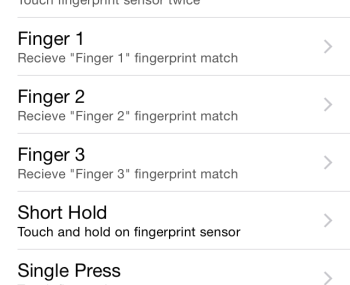 Touch fingerprint sensor twice
Finger 1
Recieve "Finger 1" fingerprint match
Finger 2
Recieve "Finger 2" fingerprint match
Finger 3
Recieve "Finger 3" fingerprint match
Short Hold
Touch and hold on fingerprint sensor
Single Press